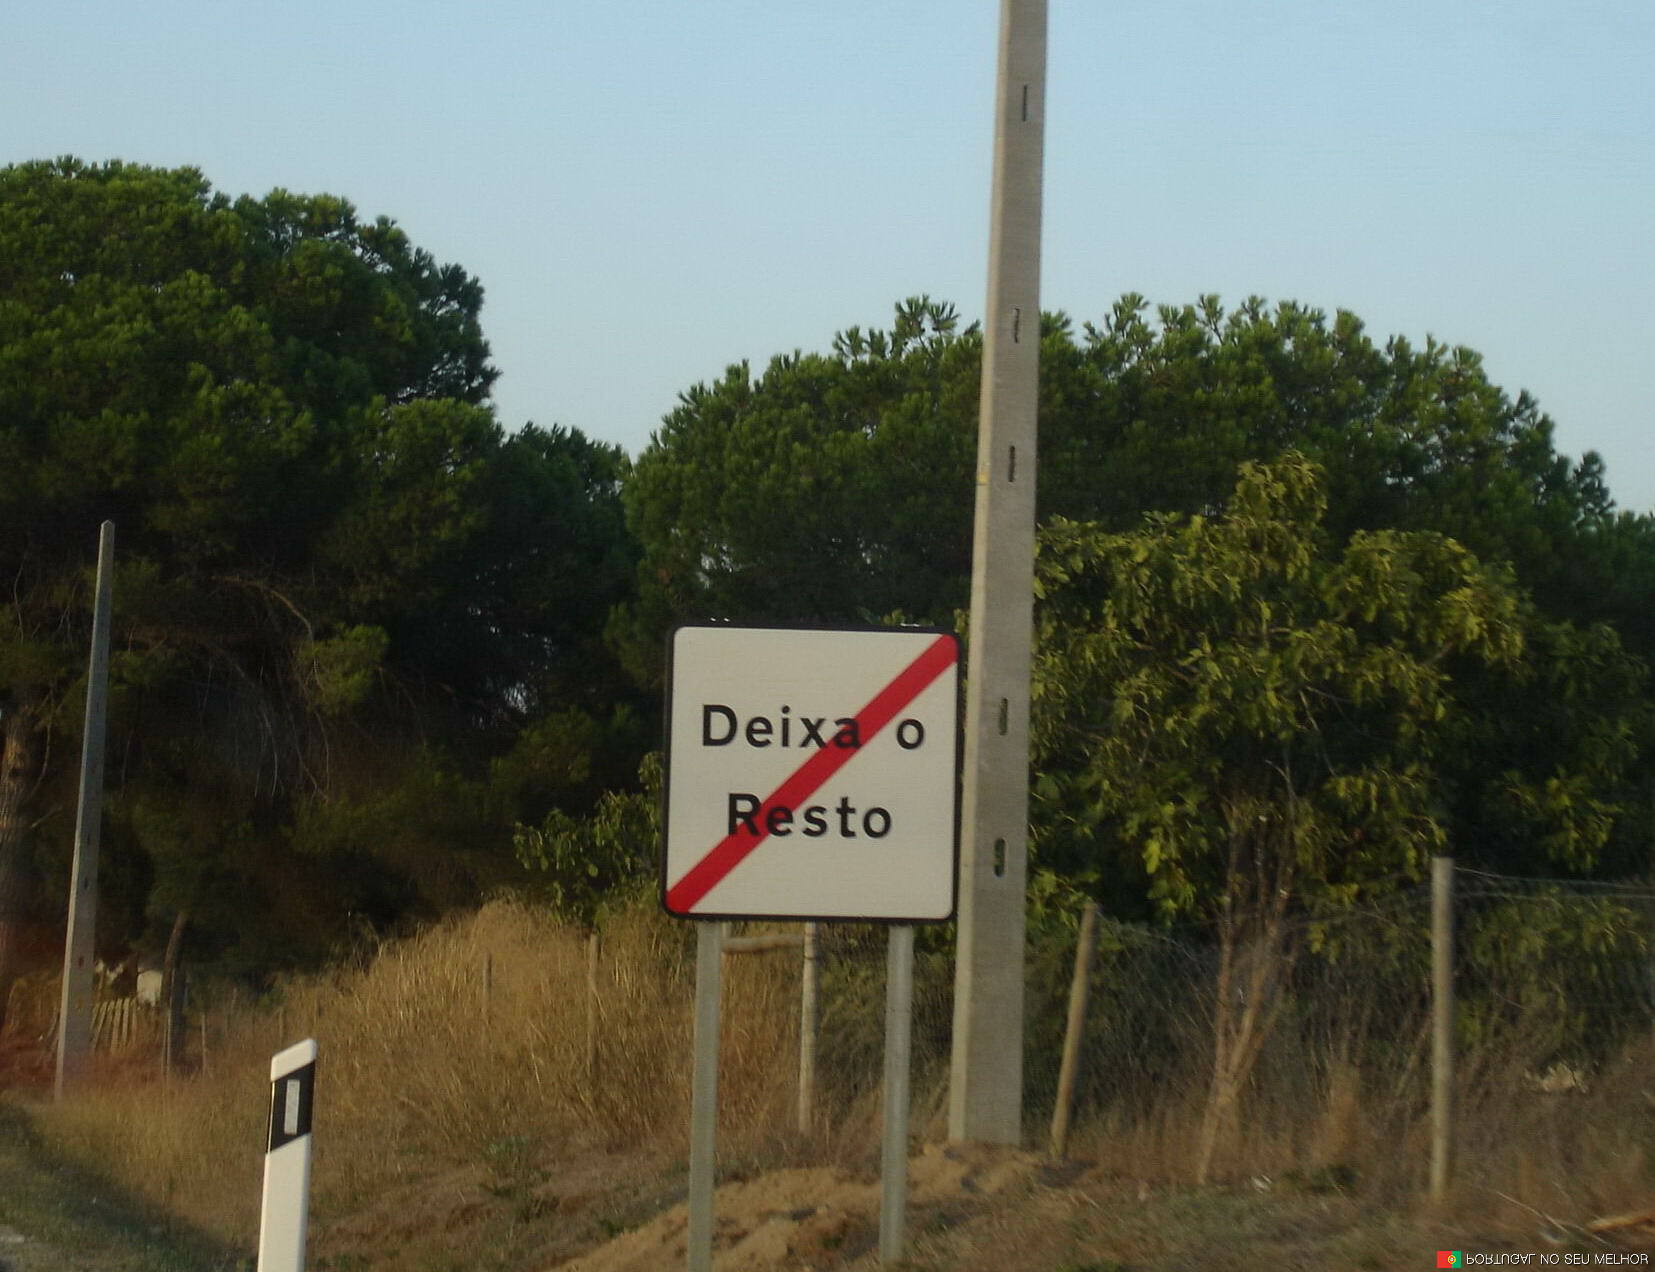 Deixa o
Resto
PORTUGAL NO SEU MELHOR